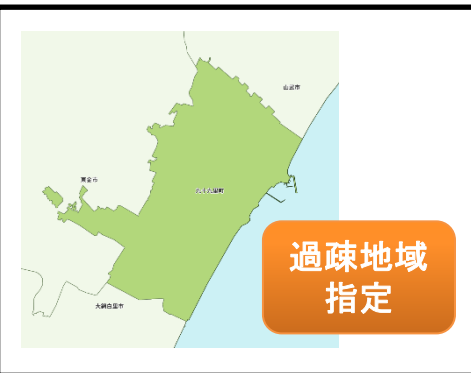 山武市
東金市
九十九里町
大網白里市
過疎地域
指定